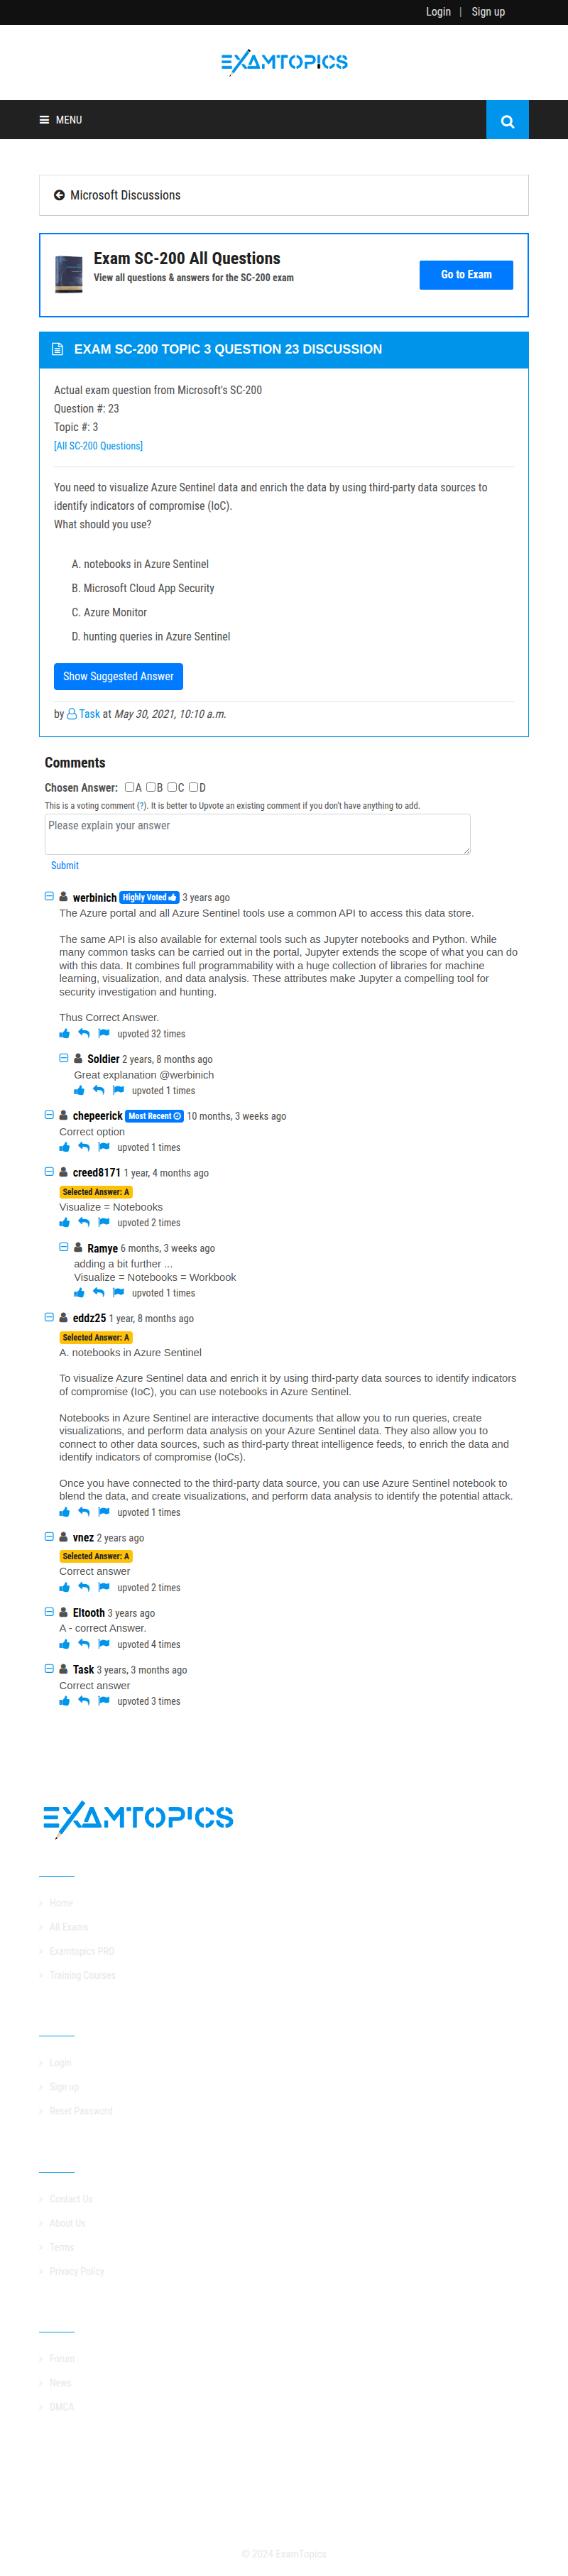 Login | Sign up
EXAMTOPICS
MENU
Microsoft Discussions
Exam SC-200 All Questions
View all questions & answers for the SC-200 exam
Go to Exam
EXAM SC-200 TOPIC 3 QUESTION 23 DISCUSSION
Actual exam question from Microsoft's SC-200
Question #: 23
Topic #: 3
[All SC-200 Questions]
You need to visualize Azure Sentinel data and enrich the data by using third-party data sources to
identify indicators of compromise (IoC).
What should you use?
A. notebooks in Azure Sentinel
B. Microsoft Cloud App Security
C. Azure Monitor
D. hunting queries in Azure Sentinel
Show Suggested Answer
by Task at May 30, 2021, 10:10 a.m.
Comments
Chosen Answer: A B C D
This is a voting comment (?). It is better to Upvote an existing comment if you don't have anything to add.
Please explain your answer
Submit
werbinich Highly Voted 3 years ago
The Azure portal and all Azure Sentinel tools use a common API to access this data store.
The same API is also available for external tools such as Jupyter notebooks and Python. While
many common tasks can be carried out in the portal, Jupyter extends the scope of what you can do
with this data. It combines full programmability with a huge collection of libraries for machine
learning, visualization, and data analysis. These attributes make Jupyter a compelling tool for
security investigation and hunting.
Thus Correct Answer.
upvoted 32 times
Soldier 2 years, 8 months ago
Great explanation @werbinich
upvoted 1 times
chepeerick Most Recent 10 months, 3 weeks ago
Correct option
upvoted 1 times
creed8171 1 year, 4 months ago
Selected Answer: A
Visualize = Notebooks
upvoted 2 times
Ramye 6 months, 3 weeks ago
adding a bit further ...
Visualize = Notebooks = Workbook
upvoted 1 times
eddz25 1 year, 8 months ago
Selected Answer: A
A. notebooks in Azure Sentinel
To visualize Azure Sentinel data and enrich it by using third-party data sources to identify indicators
of compromise (IoC), you can use notebooks in Azure Sentinel.
Notebooks in Azure Sentinel are interactive documents that allow you to run queries, create
visualizations, and perform data analysis on your Azure Sentinel data. They also allow you to
connect to other data sources, such as third-party threat intelligence feeds, to enrich the data and
identify indicators of compromise (IoCs).
Once you have connected to the third-party data source, you can use Azure Sentinel notebook to
blend the data, and create visualizations, and perform data analysis to identify the potential attack.
upvoted 1 times
vnez 2 years ago
Selected Answer: A
Correct answer
upvoted 2 times
Eltooth 3 years ago
A - correct Answer.
upvoted 4 times
Task 3 years, 3 months ago
Correct answer
upvoted 3 times
EXAMTOPICS
Home
All Exams
Examtopics PRO
Training Courses
Login
Sign up
Reset Password
Contact Us
About Us
Terms
Privacy Policy
Forum
News
DMCA
© 2024 ExamTopics